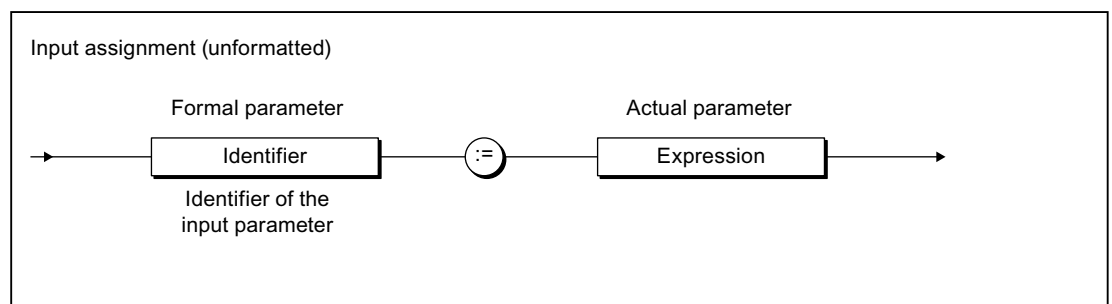 Input assignment (unformatted)
Formal parameter
Actual parameter
Identifier
:=
Expression
Identifier of the
input parameter